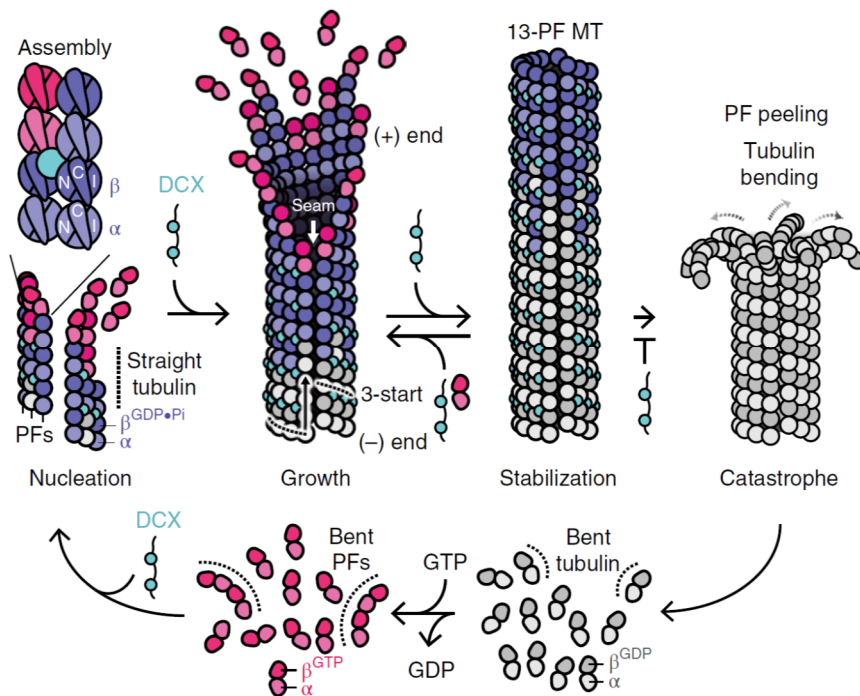 Assembly
N C I β
N C I α
DCX
Seam
(+) end
13-PF MT
PF peeling
Tubulin
bending
Straight
tubulin
β^GDP•Pi
α
PFs
3-start
(−) end
Nucleation
Growth
Stabilization
Catastrophe
DCX
Bent
PFs
GTP
GDP
Bent
tubulin
β^GTP
α
β^GDP
α